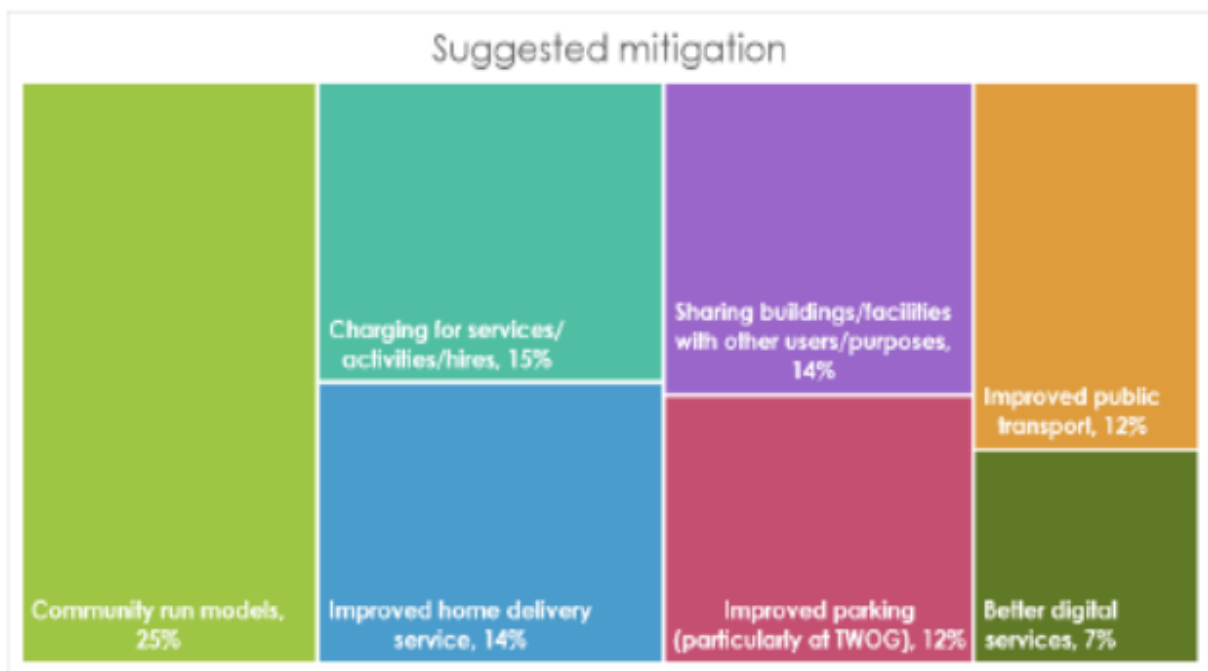 Suggested mitigation
Community run models,
25%
Charging for services/
activities/hires, 15%
Improved home delivery
service, 14%
Sharing buildings/facilities
with other users/purposes,
14%
Improved parking
(particularly at TWOG), 12%
Improved public
transport, 12%
Better digital
services, 7%